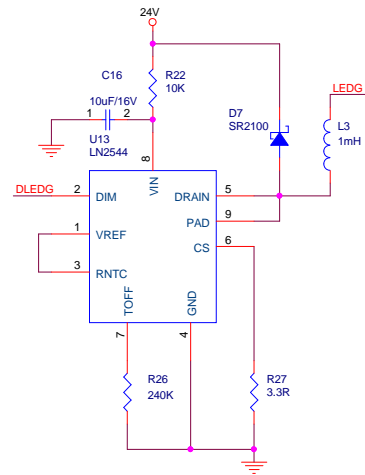 24V
C16
R22
10K
10uF/16V
1
2
U13
LN2544
8
VIN
D7
SR2100
LEDG
L3
1mH
DLEDG
2
DIM
DRAIN
5
PAD
9
1
VREF
CS
6
3
RNTC
TOFF
GND
7
4
R26
240K
R27
3.3R